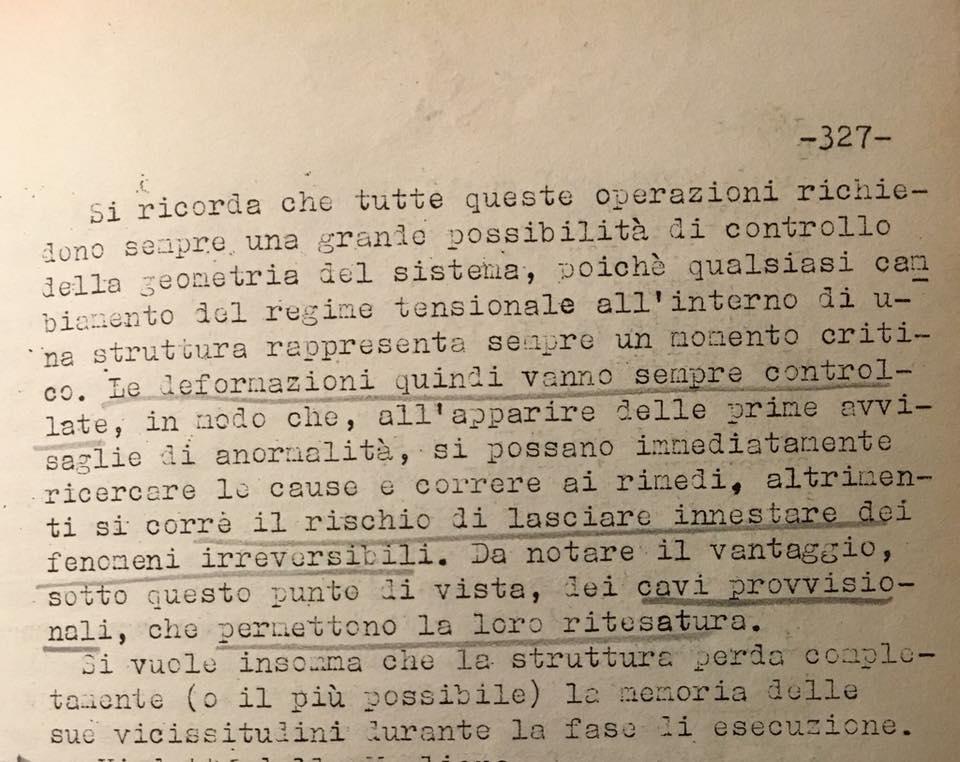 -327-
Si ricorda che tutte queste operazioni richie-
dono sempre una grande possibilità di controllo
della geometria del sistema, poichè qualsiasi cam
biamento del regime tensionale all'interno di u-
na struttura rappresenta sempre un momento criti-
co. Le deformazioni quindi vanno sempre control-
late, in modo che, all'apparire delle prime avvi-
saglie di anormalità, si possano immediatamente
ricercare le cause e correre ai rimedi, altrimen-
ti si corre il rischio di lasciare innestare dei
fenomeni irreversibili. Da notare il vantaggio,
sotto questo punto di vista, dei cavi provvisio-
nali, che permettono la loro ritesatura.
Si vuole insomma che la struttura perda comple-
tamente (o il più possibile) la memoria delle
sue vicissitudini durante la fase di esecuzione.